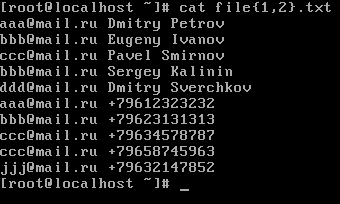 [root@localhost ~]# cat file{1,2}.txt
aaa@mail.ru Dmitry Petrov
bbb@mail.ru Eugeny Ivanov
ccc@mail.ru Pavel Smirnov
bbb@mail.ru Sergey Kalinin
ddd@mail.ru Dmitry Sverchkov
aaa@mail.ru +79612323232
bbb@mail.ru +79623131313
ccc@mail.ru +79634578787
ccc@mail.ru +79658745963
jjj@mail.ru +79632147852
[root@localhost ~]# _